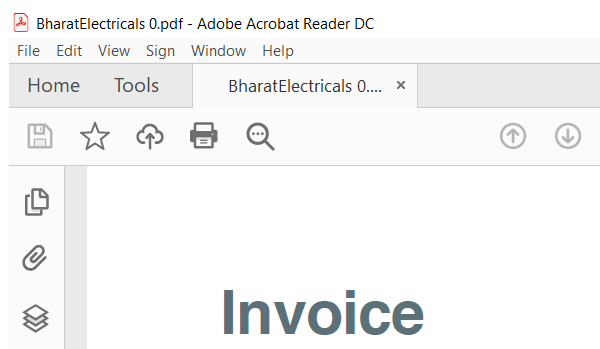 BharatElectricals 0.pdf - Adobe Acrobat Reader DC
File Edit View Sign Window Help
Home Tools BharatElectricals 0.... ×
Invoice